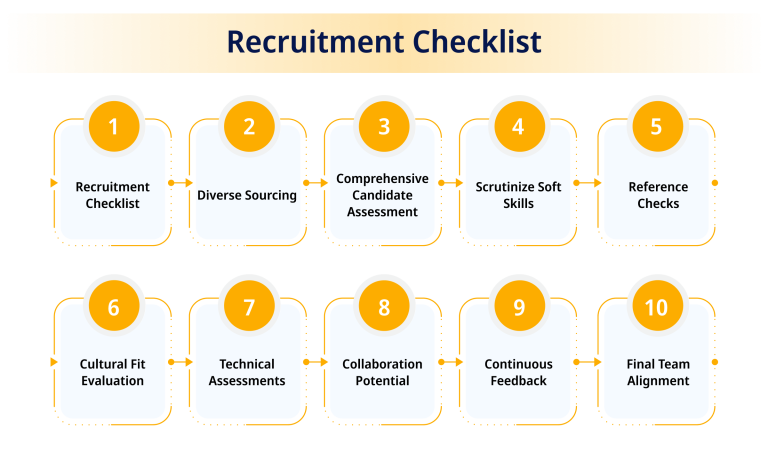 Recruitment Checklist
1
Recruitment
Checklist
2
Diverse Sourcing
3
Comprehensive
Candidate
Assessment
4
Scrutinize Soft
Skills
5
Reference
Checks
6
Cultural Fit
Evaluation
7
Technical
Assessments
8
Collaboration
Potential
9
Continuous
Feedback
10
Final Team
Alignment